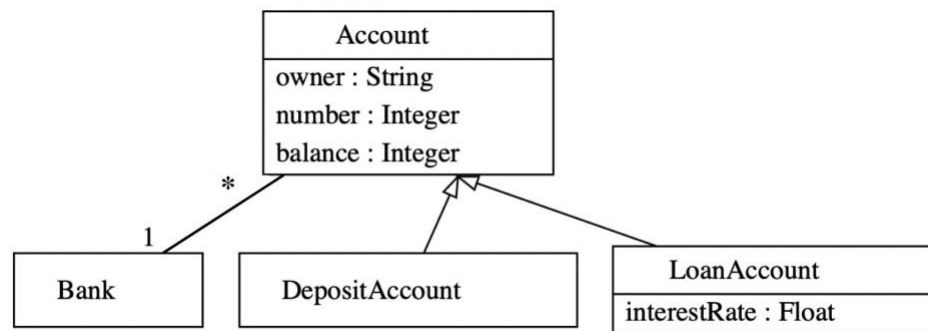 Account
owner : String
number : Integer
balance : Integer
*
1
Bank
DepositAccount
LoanAccount
interestRate : Float